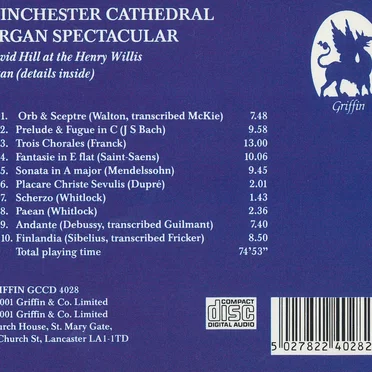 INCHESTER CATHEDRAL
RGAN SPECTACULAR
vid Hill at the Henry Willis
an (details inside)
Griffin
1. Orb & Sceptre (Walton, transcribed McKie) 7.48
2. Prelude & Fugue in C (J S Bach) 9.58
3. Trois Chorales (Franck) 13.00
4. Fantasie in E flat (Saint-Saens) 10.06
5. Sonata in A major (Mendelssohn) 9.45
6. Placare Christe Sevulis (Dupré) 2.01
7. Scherzo (Whitlock) 1.43
8. Paean (Whitlock) 2.36
9. Andante (Debussy, transcribed Guilmant) 7.40
10. Finlandia (Sibelius, transcribed Fricker) 8.50
Total playing time 74'53"
RIFFIN GCCD 4028
001 Griffin & Co. Limited
001 Griffin & Co. Limited
urch House, St. Mary Gate,
Church St, Lancaster LA1-1TD
COMPACT
disc
DIGITAL AUDIO
5 027822 40282